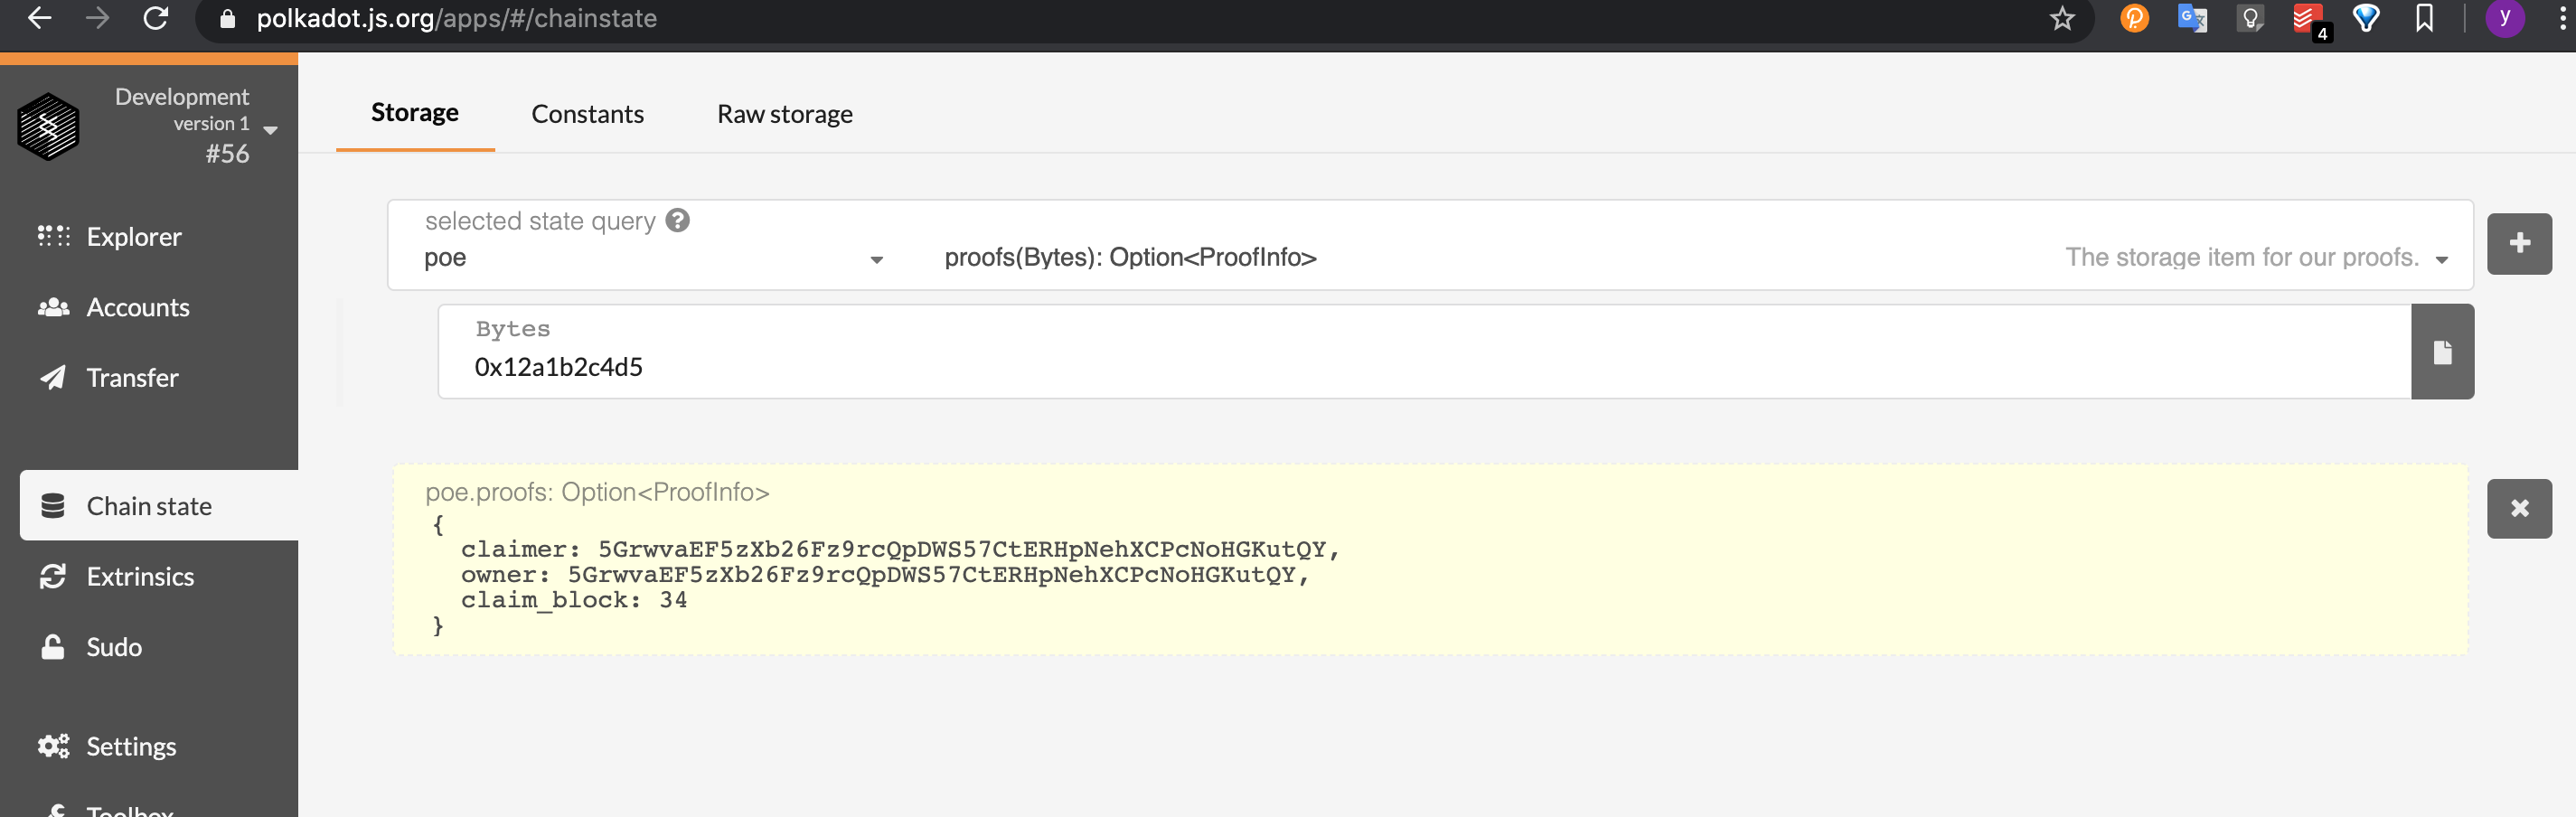 polkadot.js.org/apps/#/chainstate
4
y
Development
version 1
#56
Explorer
Accounts
Transfer
Chain state
Extrinsics
Sudo
Settings
Toolbox
Storage
Constants
Raw storage
selected state query ?
poe
proofs(Bytes): Option<ProofInfo>
The storage item for our proofs.
Bytes
0x12a1b2c4d5
poe.proofs: Option<ProofInfo>
{
claimer: 5GrwvaEF5zXb26Fz9rcQpDWS57CtERHpNehXCPcNoHGKutQY,
owner: 5GrwvaEF5zXb26Fz9rcQpDWS57CtERHpNehXCPcNoHGKutQY,
claim_block: 34
}